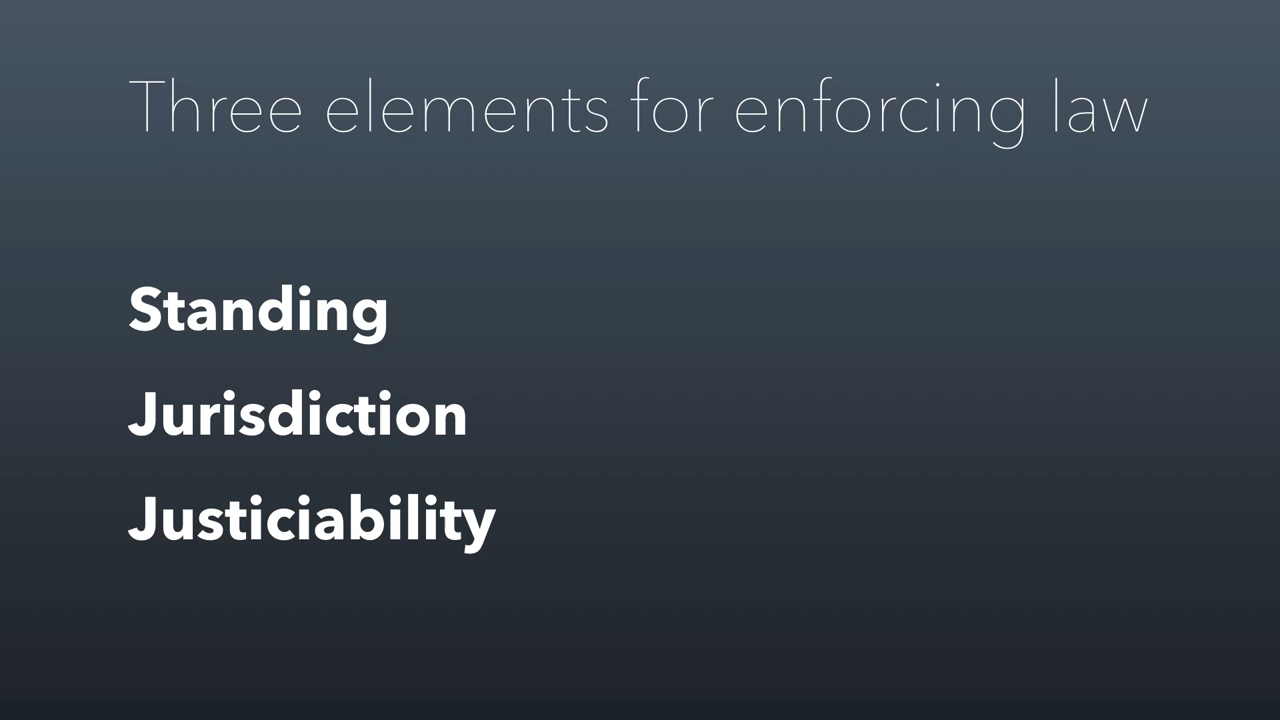 Three elements for enforcing law
Standing
Jurisdiction
Justiciability